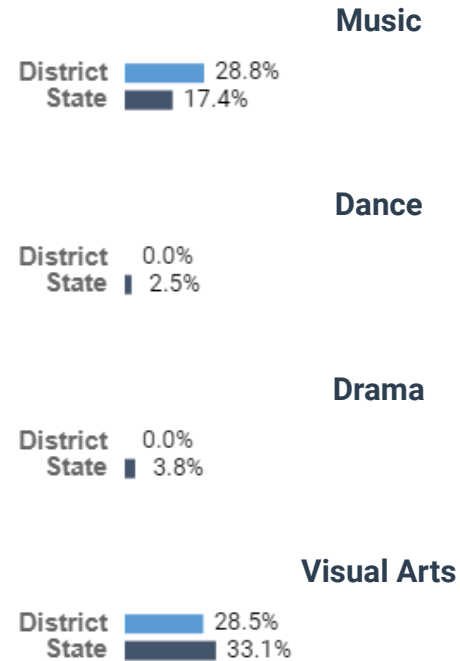 Music
District 28.8%
State 17.4%
Dance
District 0.0%
State 2.5%
Drama
District 0.0%
State 3.8%
Visual Arts
District 28.5%
State 33.1%